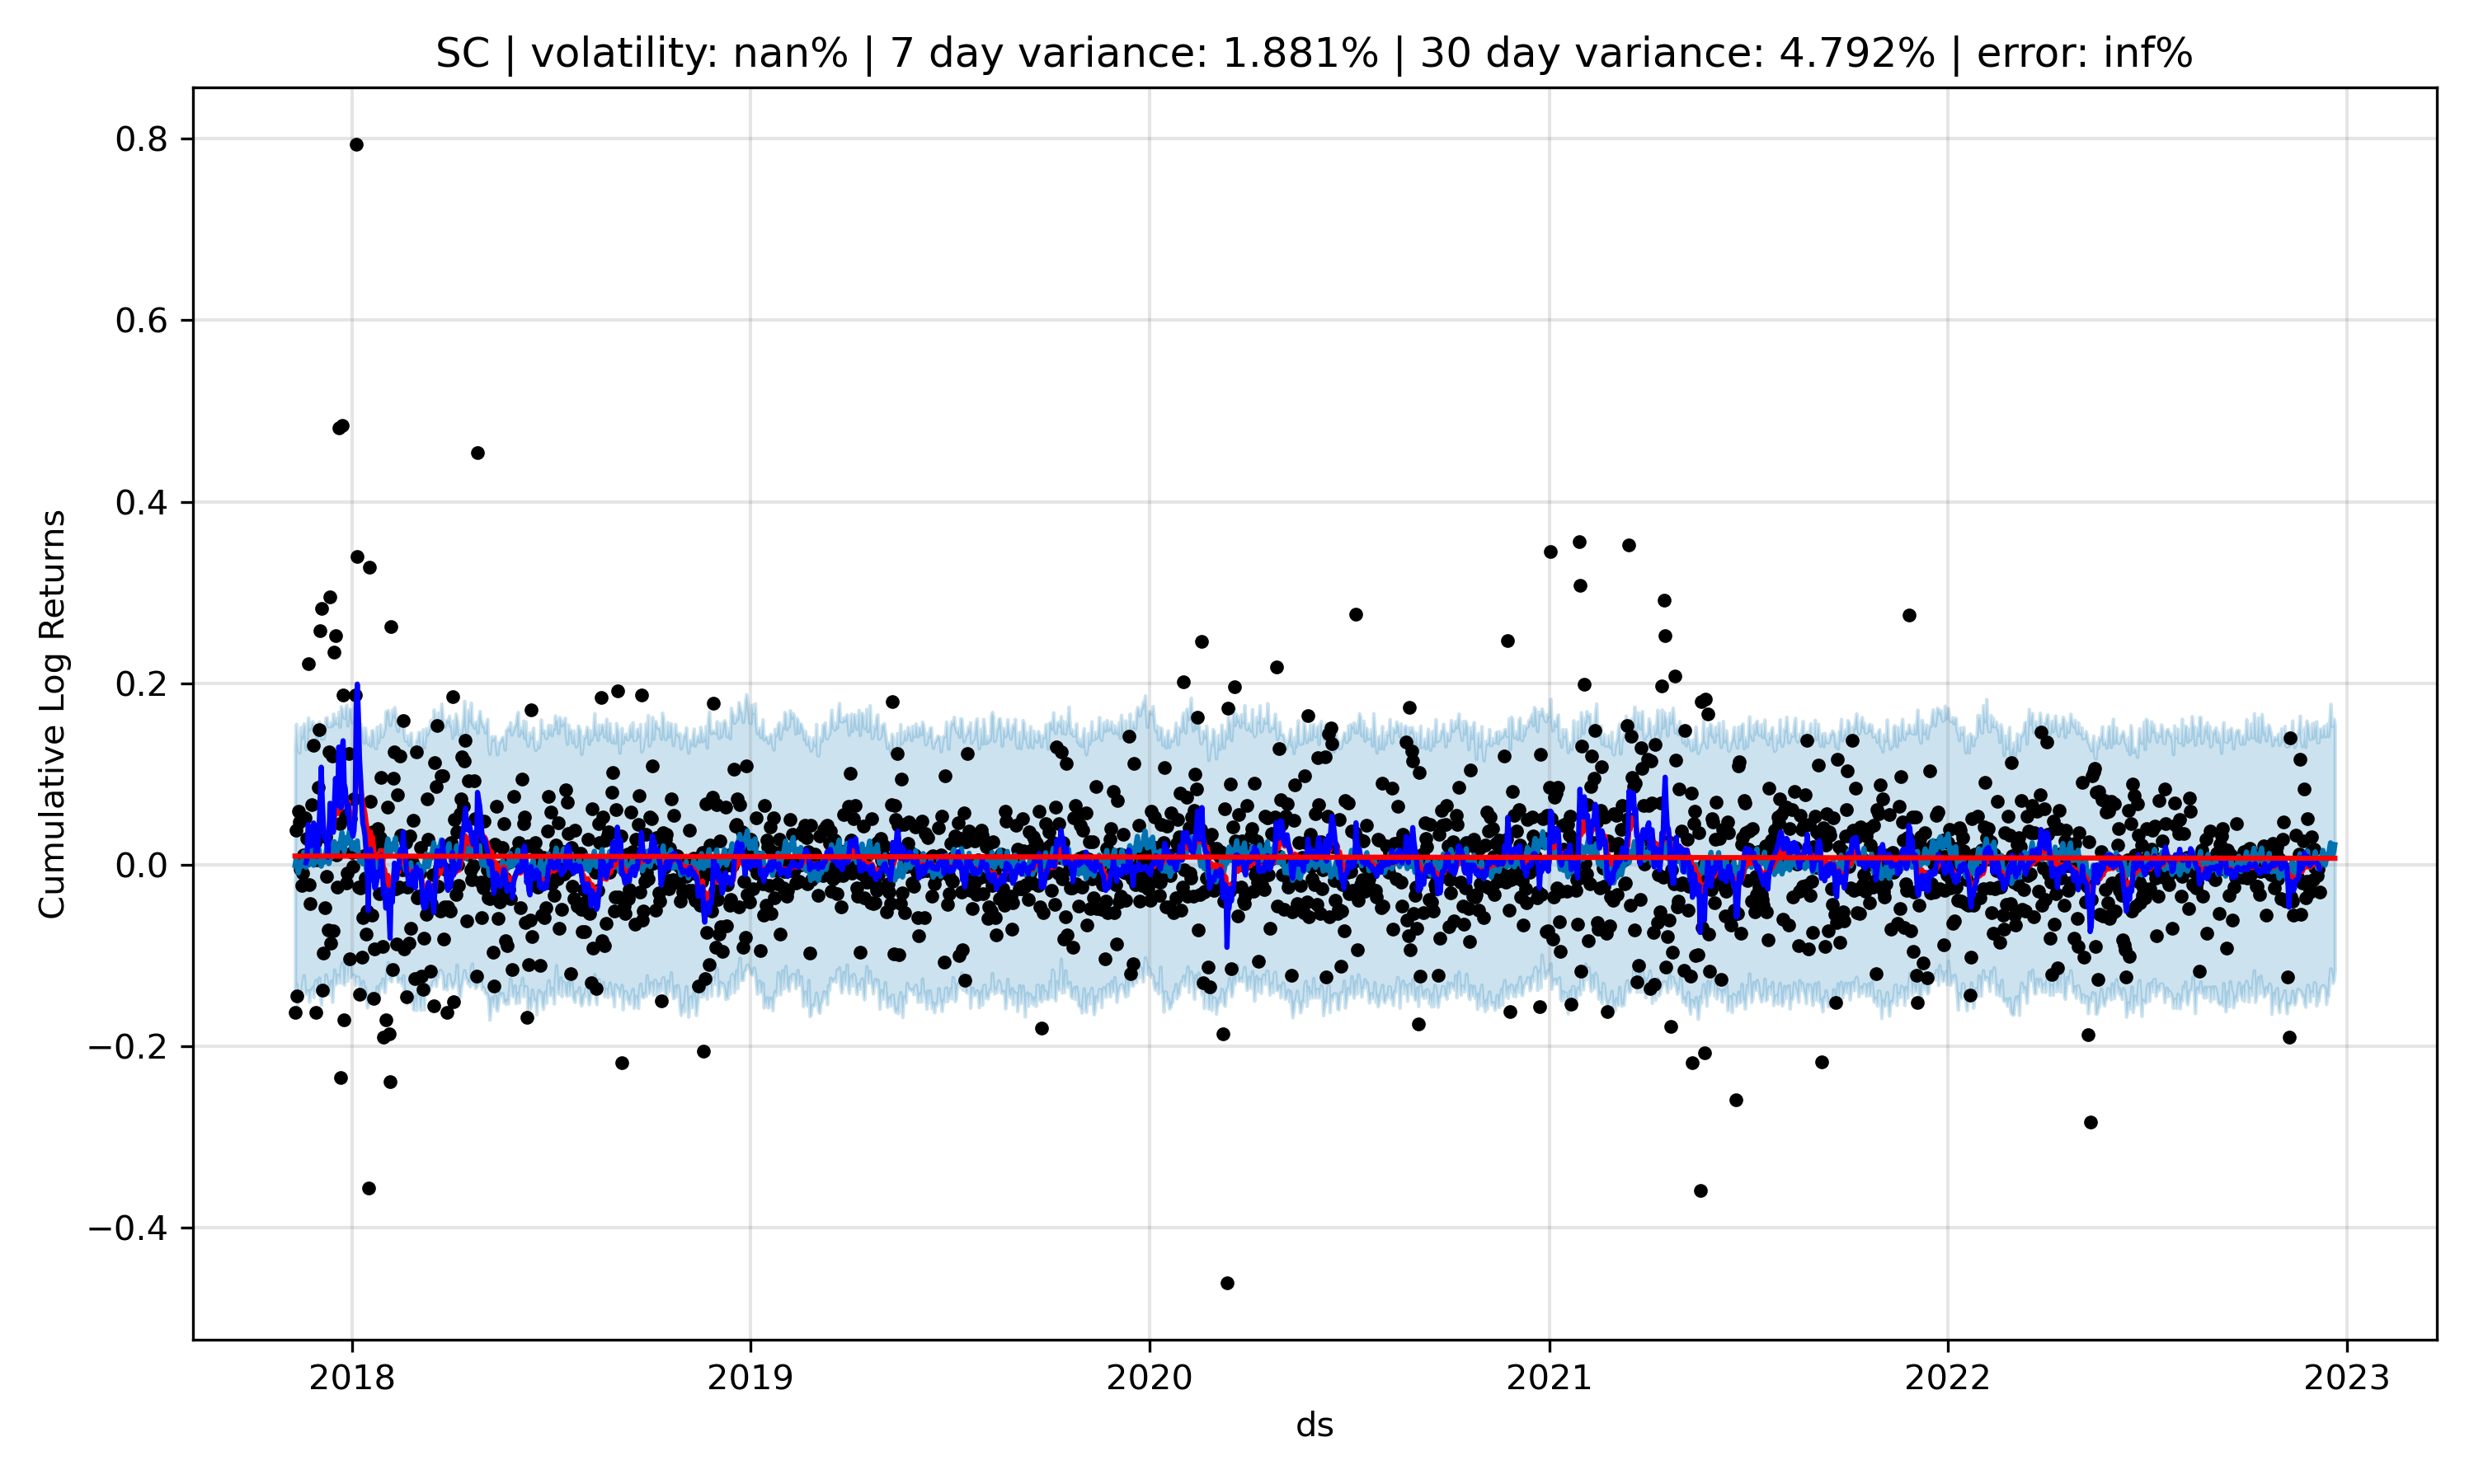 SC | volatility: nan% | 7 day variance: 1.881% | 30 day variance: 4.792% | error: inf%
Cumulative Log Returns
0.8
0.6
0.4
0.2
0.0
−0.2
−0.4
2018 2019 2020 2021 2022 2023
ds